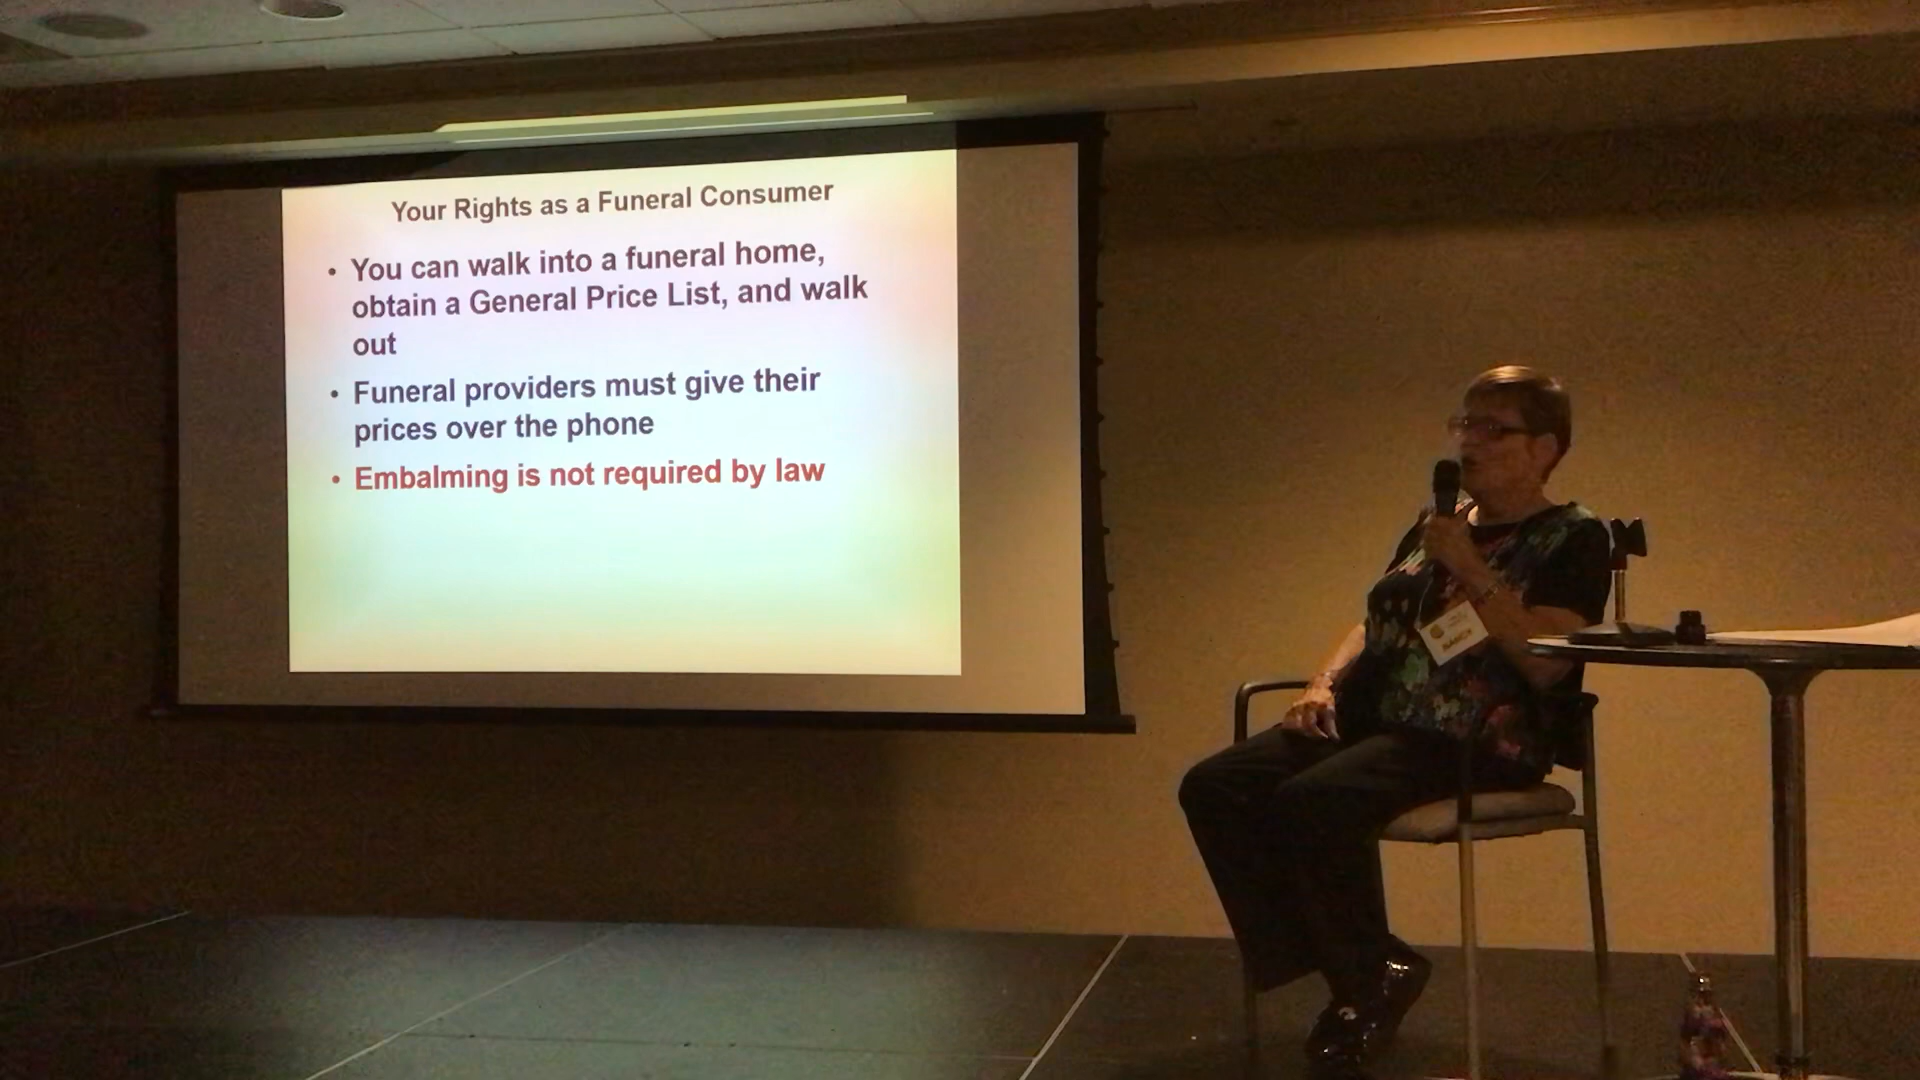 Your Rights as a Funeral Consumer
• You can walk into a funeral home,
obtain a General Price List, and walk
out
• Funeral providers must give their
prices over the phone
• Embalming is not required by law